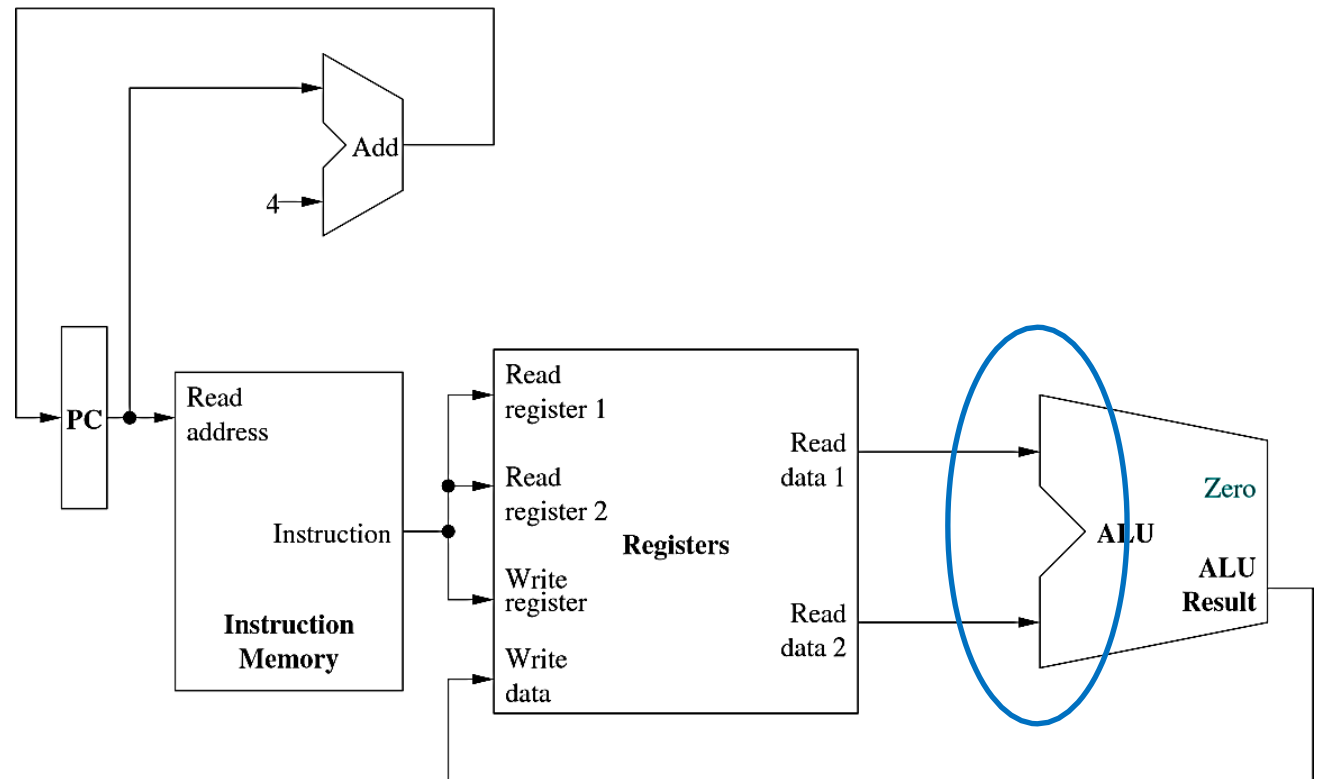 Add
4
PC
Read
address
Instruction
Instruction
Memory
Read
register 1
Read
register 2
Registers
Write
register
Write
data
Read
data 1
Read
data 2
Zero
ALU
ALU
Result